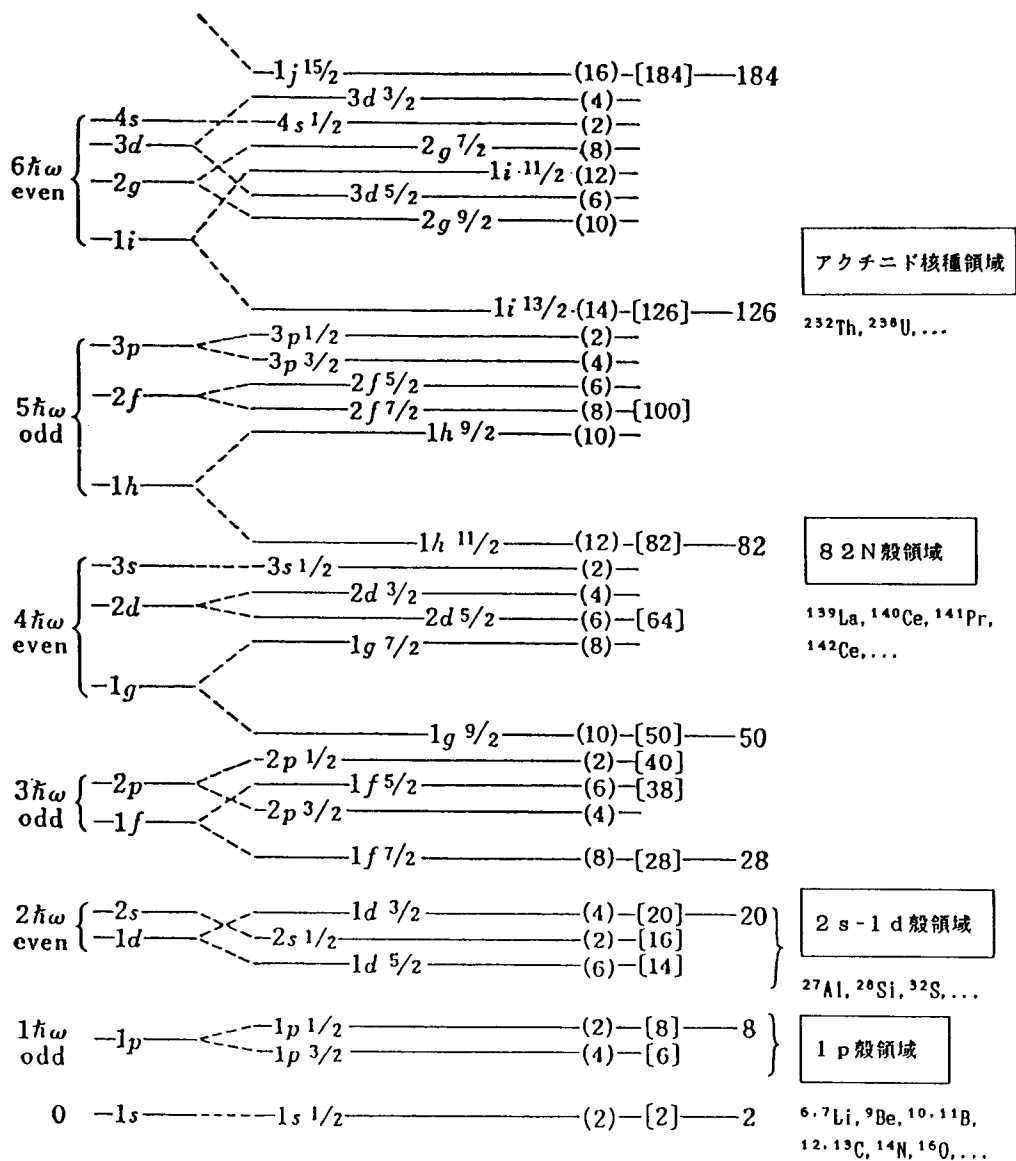 1j 15/2 (16) [184] 184
3d 3/2 (4)
4s 4s 1/2 (2)
3d
2g 7/2 (8)
6ħω even
1i 11/2 (12)
2g
3d 5/2 (6)
2g 9/2 (10)
1i
アクチニド核種領域
1i 13/2 (14) [126] 126
²³²Th, ²³⁸U,...
3p 3p 1/2 (2)
3p 3/2 (4)
2f 5/2 (6)
2f
5ħω odd
2f 7/2 (8) [100]
1h 9/2 (10)
1h
1h 11/2 (12) [82] 82
82N殻領域
3s 3s 1/2 (2)
2d 3/2 (4)
2d
4ħω even
2d 5/2 (6) [64]
¹³⁹La, ¹⁴⁰Ce, ¹⁴¹Pr,
¹⁴²Ce,...
1g 7/2 (8)
1g
1g 9/2 (10) [50] 50
2p 1/2 (2) [40]
2p
1f 5/2 (6) [38]
3ħω odd
2p 3/2 (4)
1f
1f 7/2 (8) [28] 28
2s 1d 3/2 (4) [20] 20
2s-1d殻領域
2ħω even
1d 2s 1/2 (2) [16]
1d 5/2 (6) [14]
²⁷Al, ²⁸Si, ³²S,...
1p 1/2 (2) [8] 8
1ħω odd
1p
1p 3/2 (4) [6]
1p殻領域
0 1s 1s 1/2 (2) [2] 2
⁶,⁷Li, ⁹Be, ¹⁰,¹¹B,
¹²,¹³C, ¹⁴N, ¹⁶O,...